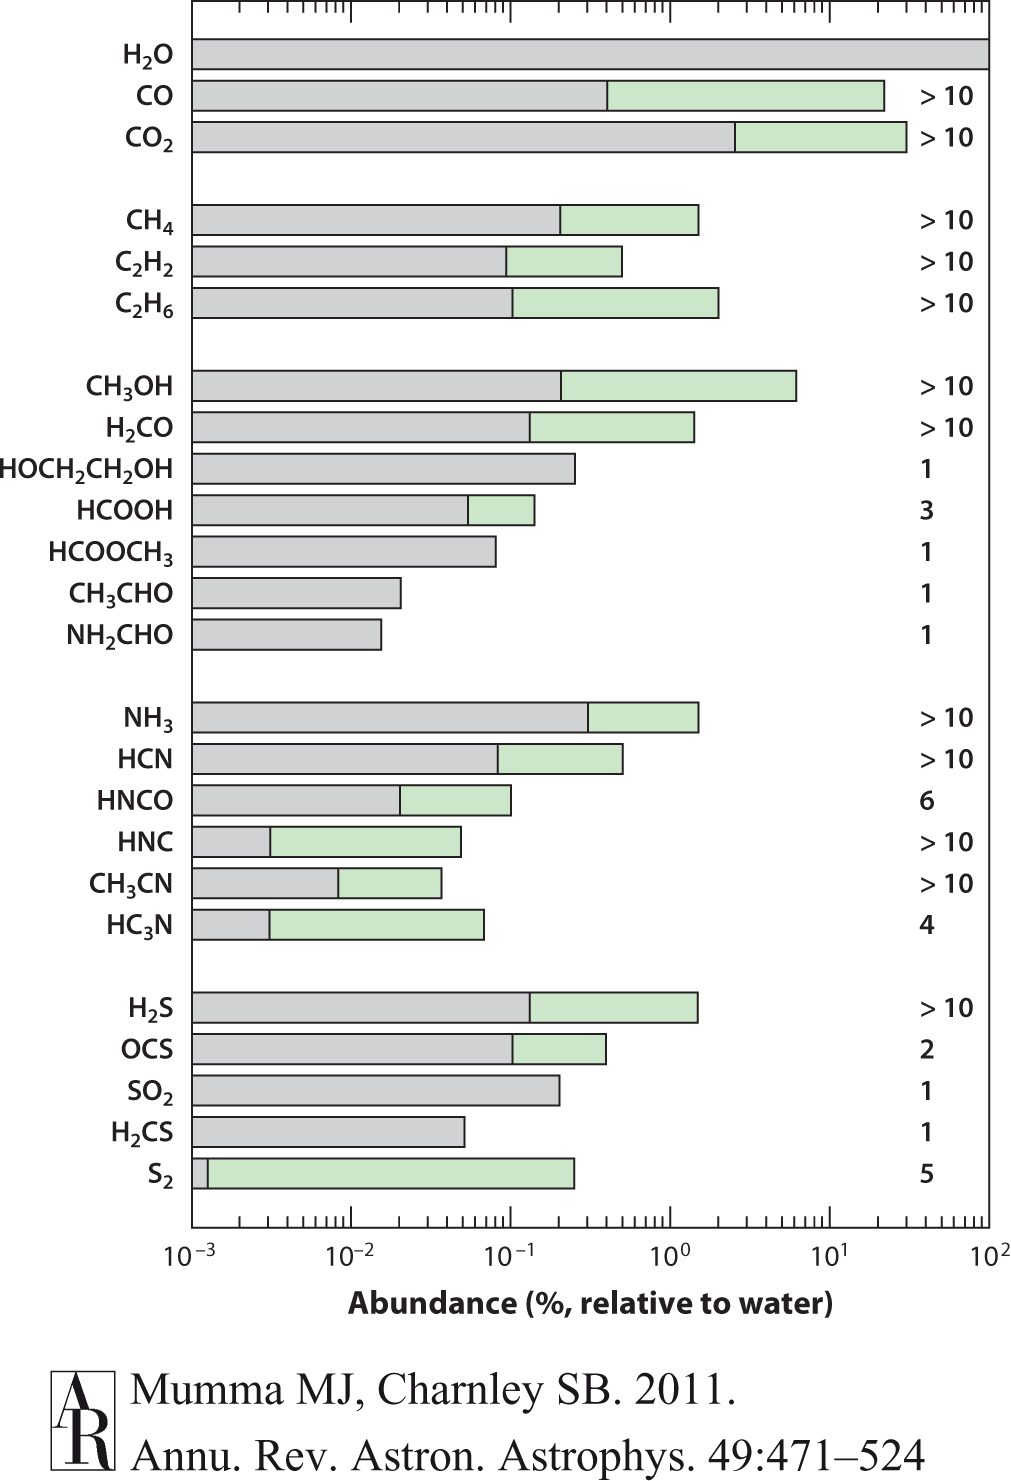 H₂O
CO > 10
CO₂ > 10
CH₄ > 10
C₂H₂ > 10
C₂H₆ > 10
CH₃OH > 10
H₂CO > 10
HOCH₂CH₂OH 1
HCOOH 3
HCOOCH₃ 1
CH₃CHO 1
NH₂CHO 1
NH₃ > 10
HCN > 10
HNCO 6
HNC > 10
CH₃CN > 10
HC₃N 4
H₂S > 10
OCS 2
SO₂ 1
H₂CS 1
S₂ 5
10⁻³ 10⁻² 10⁻¹ 10⁰ 10¹ 10²
Abundance (%, relative to water)
AR Mumma MJ, Charnley SB. 2011.
Annu. Rev. Astron. Astrophys. 49:471–524